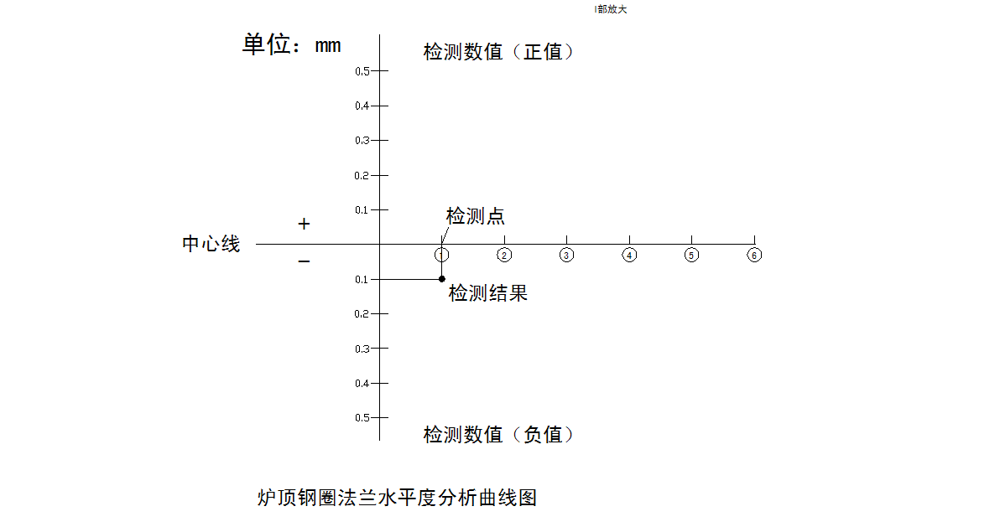 I部放大
单位：mm
检测数值（正值）
0.5
0.4
0.3
0.2
0.1
检测点
+
中心线
−
1 2 3 4 5 6
0.1
检测结果
0.2
0.3
0.4
0.5
检测数值（负值）
炉顶钢圈法兰水平度分析曲线图